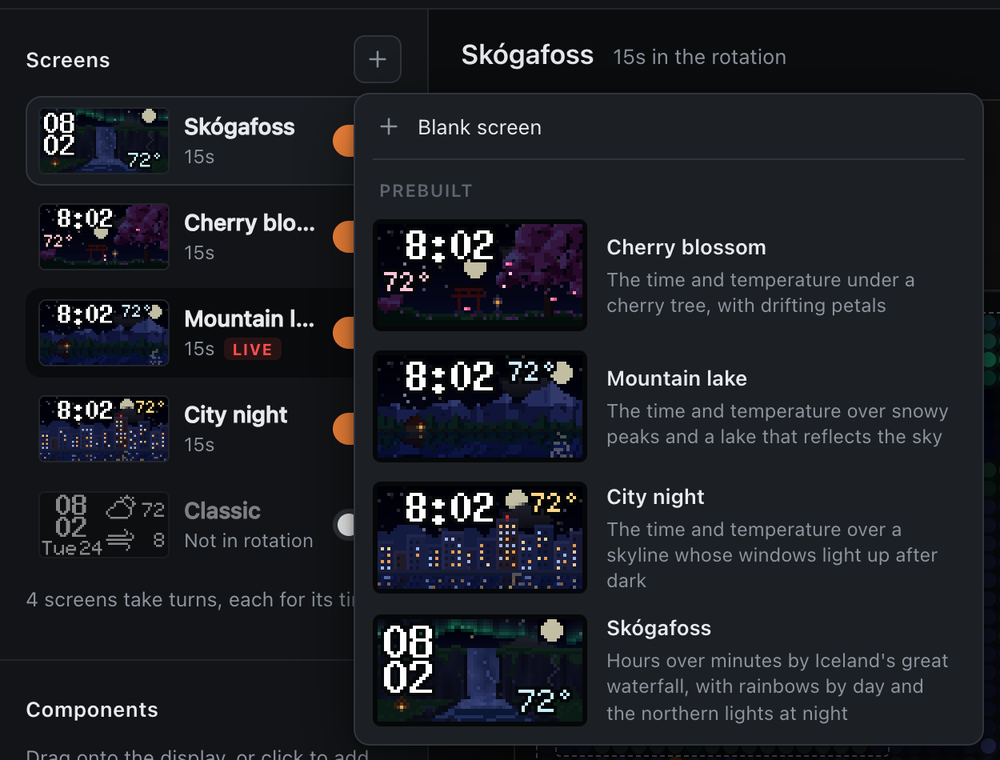 Screens
+
Skógafoss 15s in the rotation
08
02
72°
Skógafoss
15s
8:02
72°
Cherry blo...
15s
8:02 72°
Mountain l...
15s LIVE
8:02 72°
City night
15s
08
02
72
Tue 24 8
Classic
Not in rotation
4 screens take turns, each for its ti
Components
Drag onto the display, or click to add
+ Blank screen
PREBUILT
8:02
72°
Cherry blossom
The time and temperature under a
cherry tree, with drifting petals
8:02 72°
Mountain lake
The time and temperature over snowy
peaks and a lake that reflects the sky
8:02 72°
City night
The time and temperature over a
skyline whose windows light up after
dark
08
02
72°
Skógafoss
Hours over minutes by Iceland's great
waterfall, with rainbows by day and
the northern lights at night